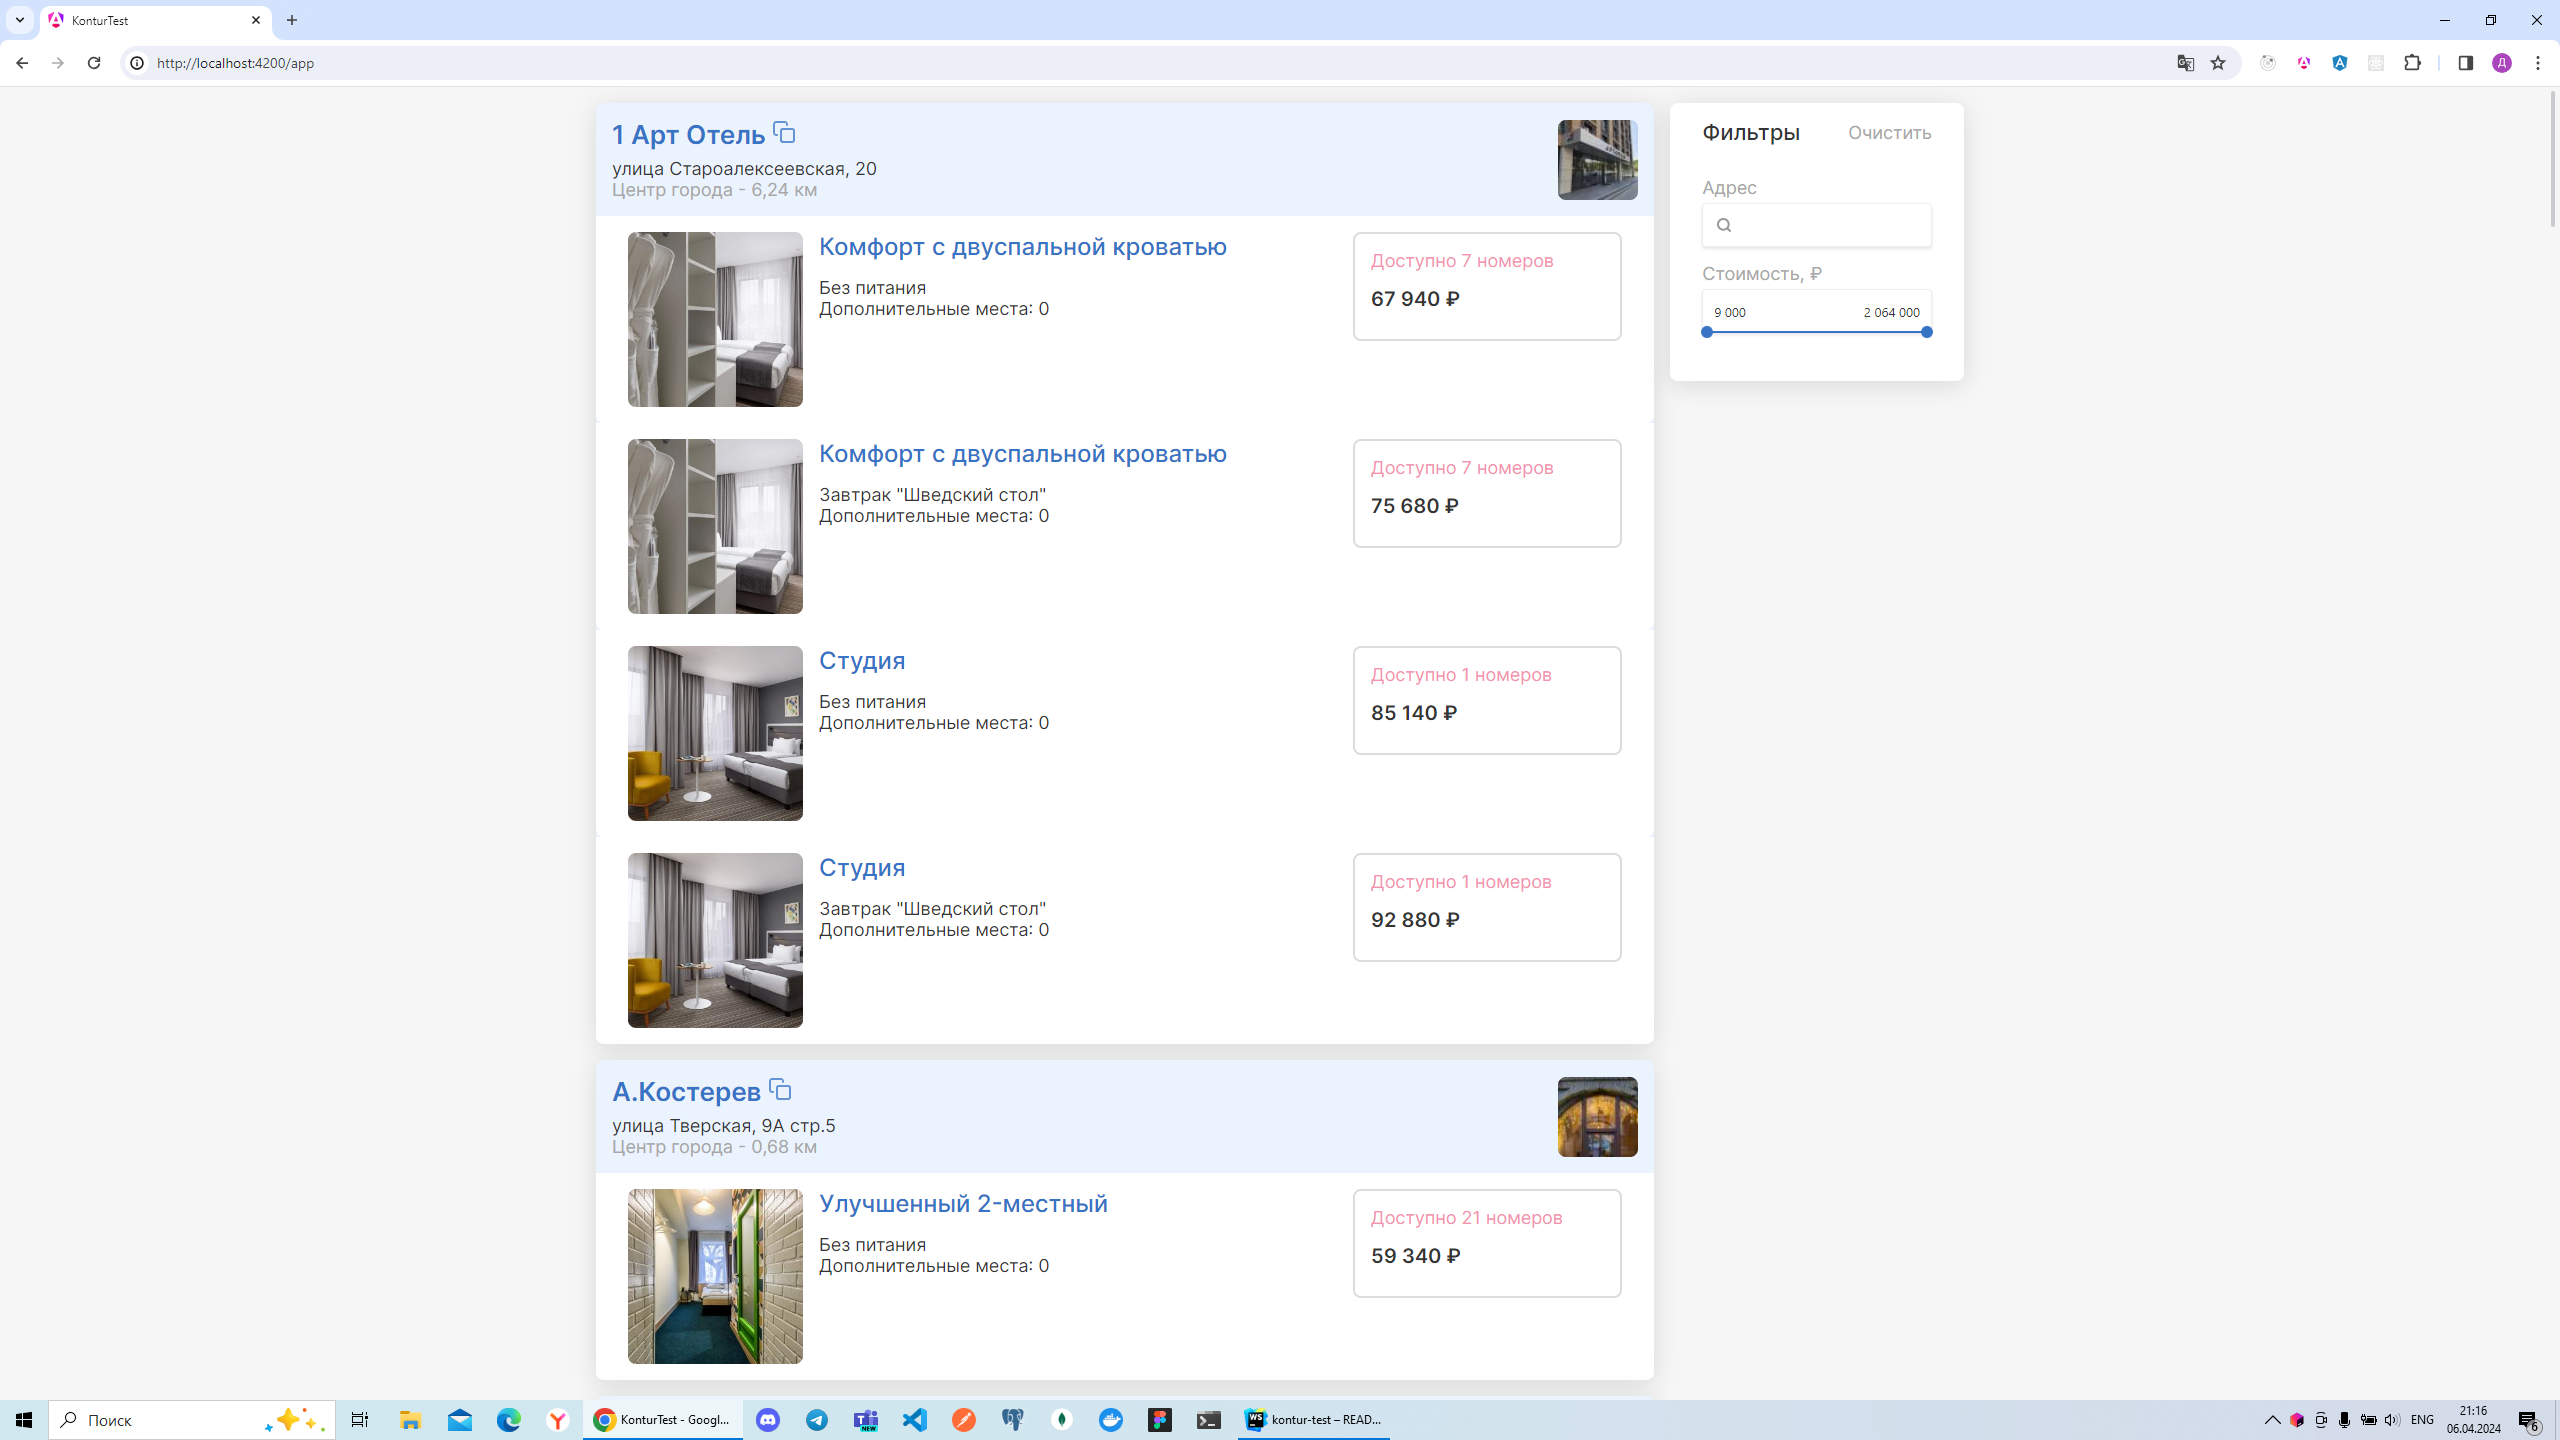 KonturTest
http://localhost:4200/app
Д
1 Арт Отель
улица Староалексеевская, 20
Центр города - 6,24 км
Комфорт с двуспальной кроватью
Без питания
Дополнительные места: 0
Доступно 7 номеров
67 940 ₽
Комфорт с двуспальной кроватью
Завтрак "Шведский стол"
Дополнительные места: 0
Доступно 7 номеров
75 680 ₽
Студия
Без питания
Дополнительные места: 0
Доступно 1 номеров
85 140 ₽
Студия
Завтрак "Шведский стол"
Дополнительные места: 0
Доступно 1 номеров
92 880 ₽
А.Костерев
улица Тверская, 9А стр.5
Центр города - 0,68 км
Улучшенный 2-местный
Без питания
Дополнительные места: 0
Доступно 21 номеров
59 340 ₽
Фильтры
Очистить
Адрес
Стоимость, ₽
9 000
2 064 000
Поиск
KonturTest - Googl...
NEW
WS
kontur-test – READ...
ENG
21:16
06.04.2024
6